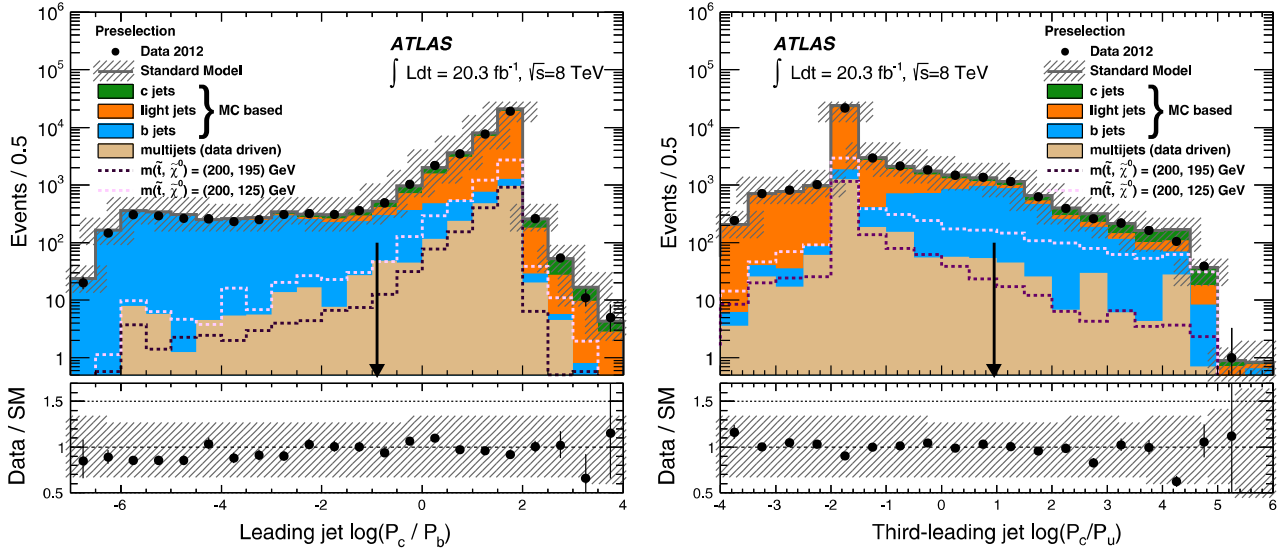 Preselection
Data 2012
Standard Model
c jets
light jets } MC based
b jets
multijets (data driven)
m(t̃, χ̃⁰) = (200, 195) GeV
m(t̃, χ̃⁰) = (200, 125) GeV
ATLAS
∫ Ldt = 20.3 fb⁻¹, √s=8 TeV
Events / 0.5
10⁶
10⁵
10⁴
10³
10²
10
1
Data / SM
1.5
1
0.5
-6 -4 -2 0 2 4
Leading jet log(P_c / P_b)
ATLAS
∫ Ldt = 20.3 fb⁻¹, √s=8 TeV
Preselection
Data 2012
Standard Model
c jets
light jets } MC based
b jets
multijets (data driven)
m(t̃, χ̃⁰) = (200, 195) GeV
m(t̃, χ̃⁰) = (200, 125) GeV
Events / 0.5
10⁶
10⁵
10⁴
10³
10²
10
1
Data / SM
1.5
1
0.5
-4 -3 -2 -1 0 1 2 3 4 5 6
Third-leading jet log(P_c/P_u)